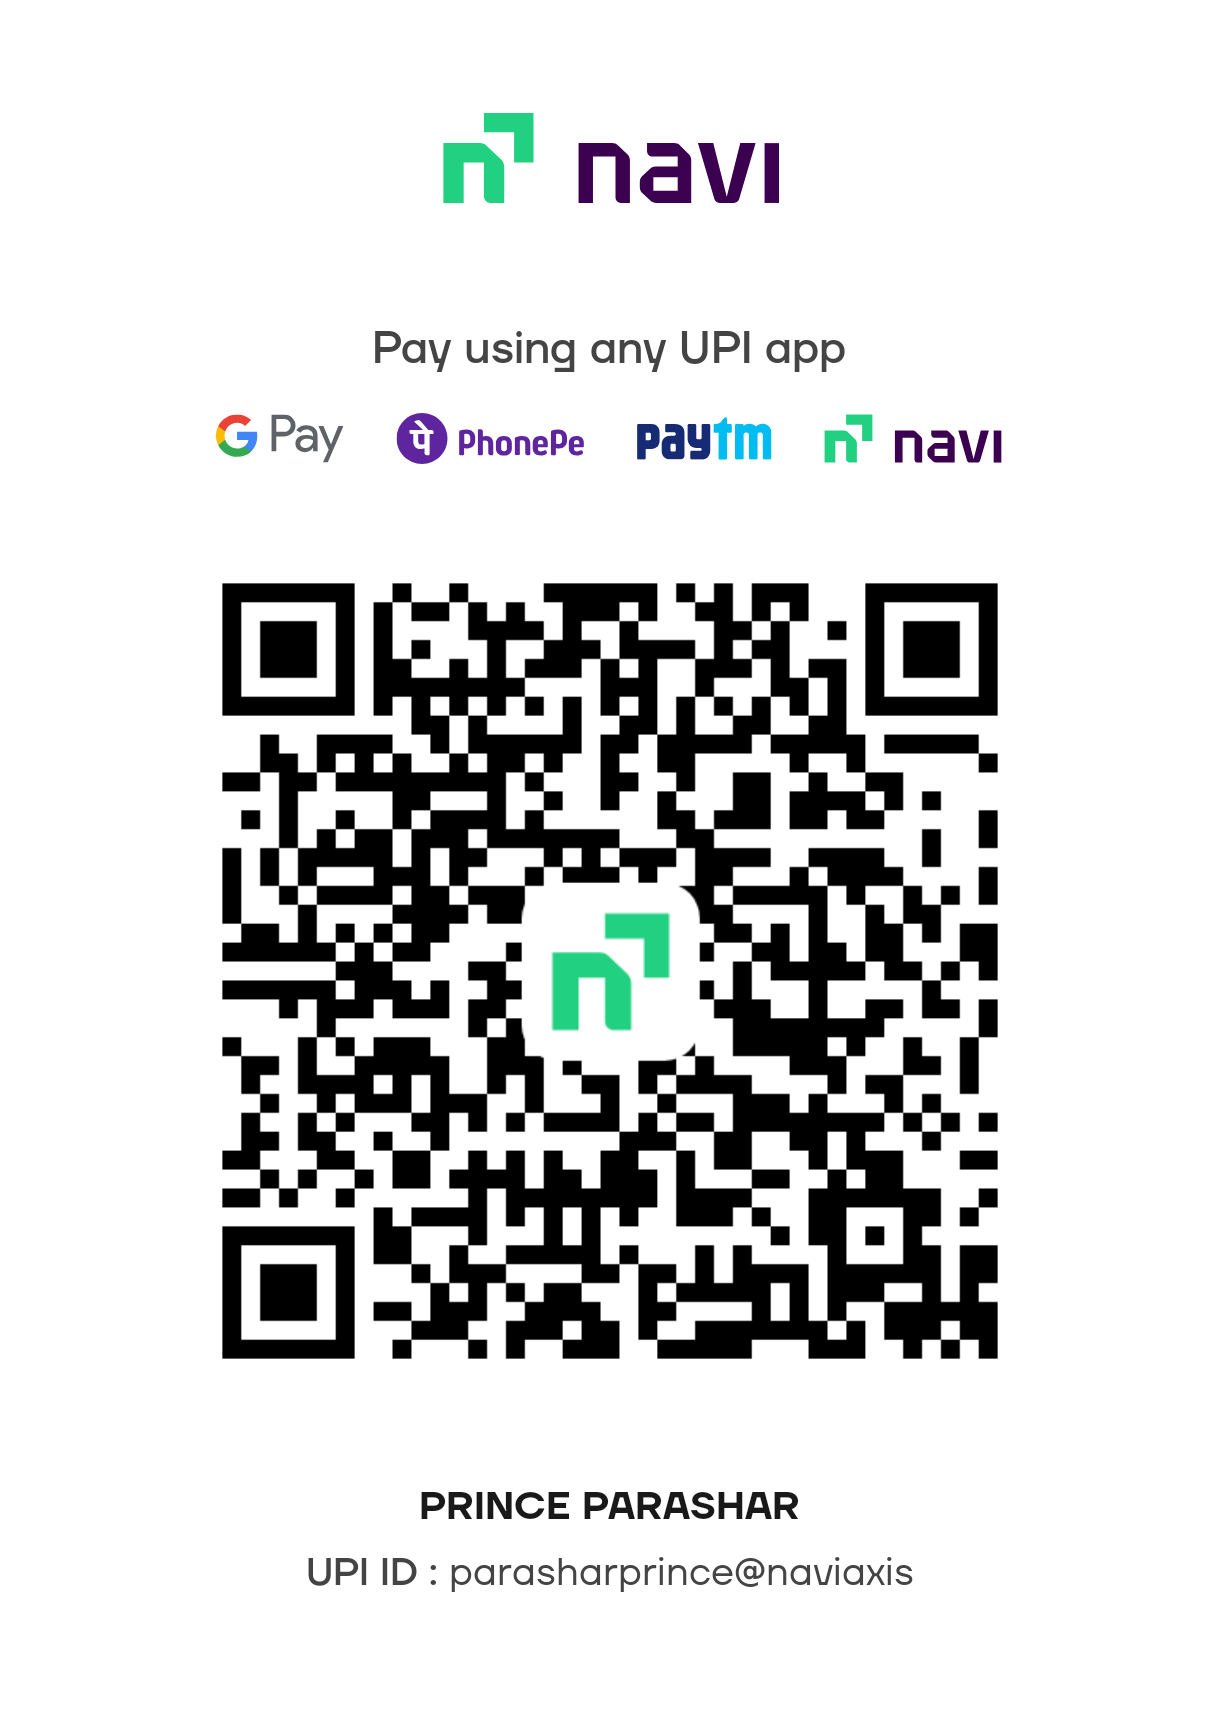 navi
Pay using any UPI app
G Pay पे PhonePe paytm navi
PRINCE PARASHAR
UPI ID : parasharprince@naviaxis